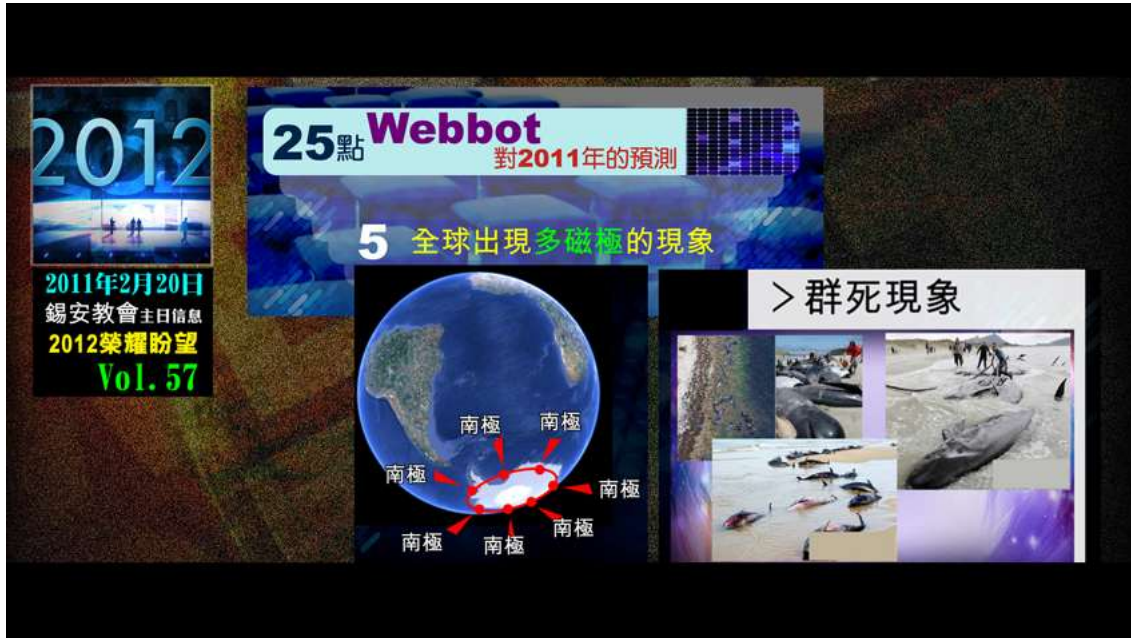 2012
2011年2月20日
錫安教會主日信息
2012榮耀盼望
Vol. 57
25點Webbot
對2011年的預測
5 全球出現多磁極的現象
南極
南極
南極
南極
南極
南極
南極
>群死現象